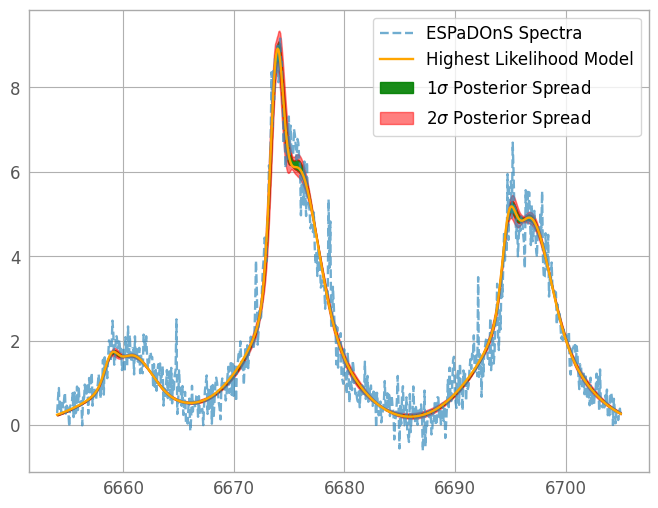 ESPaDOnS Spectra
Highest Likelihood Model
1σ Posterior Spread
2σ Posterior Spread
8
6
4
2
0
6660 6670 6680 6690 6700